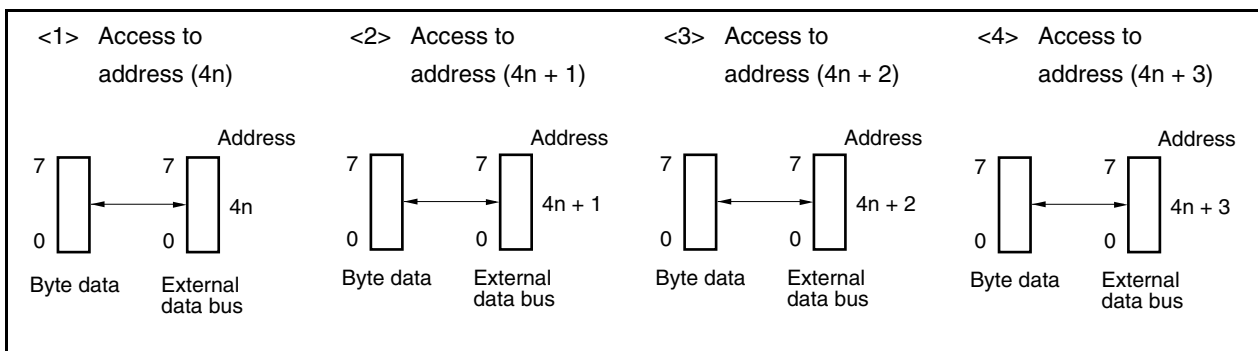 <1> Access to
address (4n)
Address
7
7
4n
0
0
Byte data
External
data bus
<2> Access to
address (4n + 1)
Address
7
7
4n + 1
0
0
Byte data
External
data bus
<3> Access to
address (4n + 2)
Address
7
7
4n + 2
0
0
Byte data
External
data bus
<4> Access to
address (4n + 3)
Address
7
7
4n + 3
0
0
Byte data
External
data bus